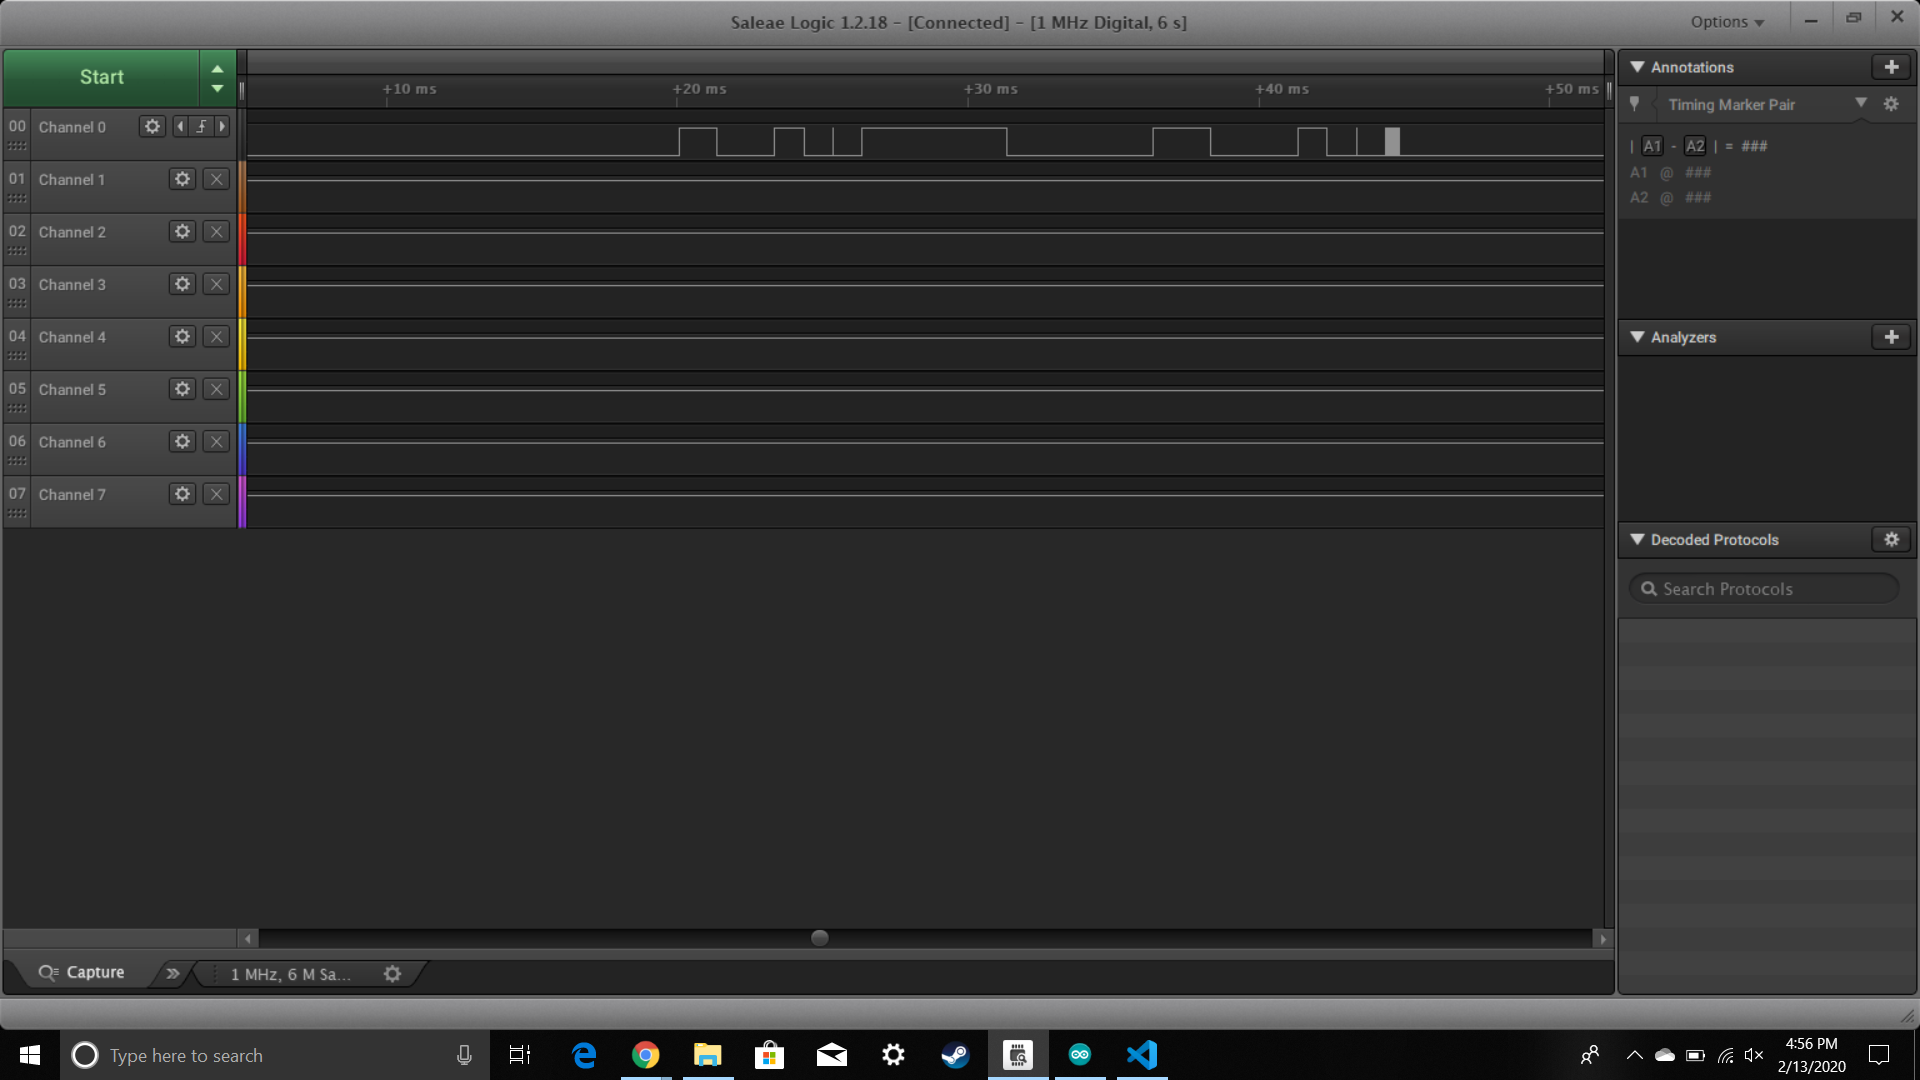 Saleae Logic 1.2.18 - [Connected] - [1 MHz Digital, 6 s]
Options
Start
+10 ms +20 ms +30 ms +40 ms +50 ms
00 Channel 0
01 Channel 1
02 Channel 2
03 Channel 3
04 Channel 4
05 Channel 5
06 Channel 6
07 Channel 7
Annotations
Timing Marker Pair
| A1 - A2 | = ###
A1 @ ###
A2 @ ###
Analyzers
Decoded Protocols
Search Protocols
Capture
1 MHz, 6 M Sa...
Type here to search
4:56 PM
2/13/2020